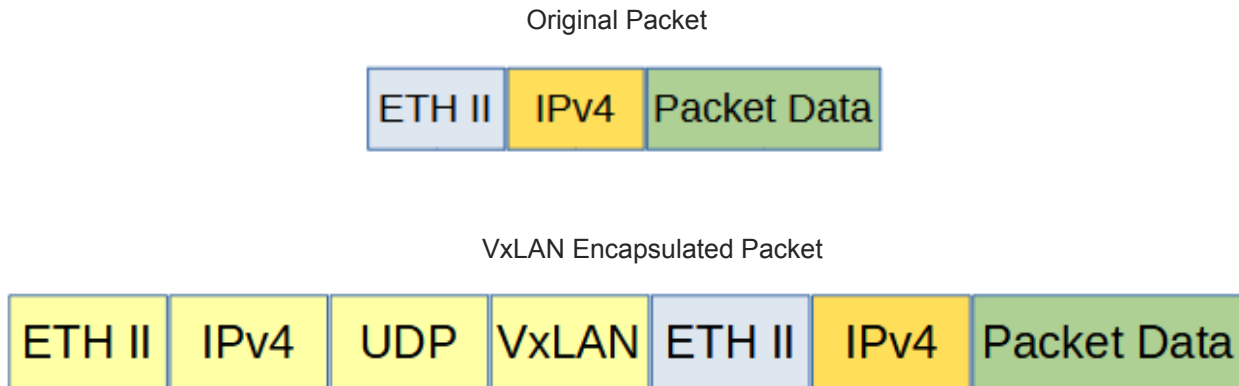 Original Packet
ETH II IPv4 Packet Data
VxLAN Encapsulated Packet
ETH II IPv4 UDP VxLAN ETH II IPv4 Packet Data